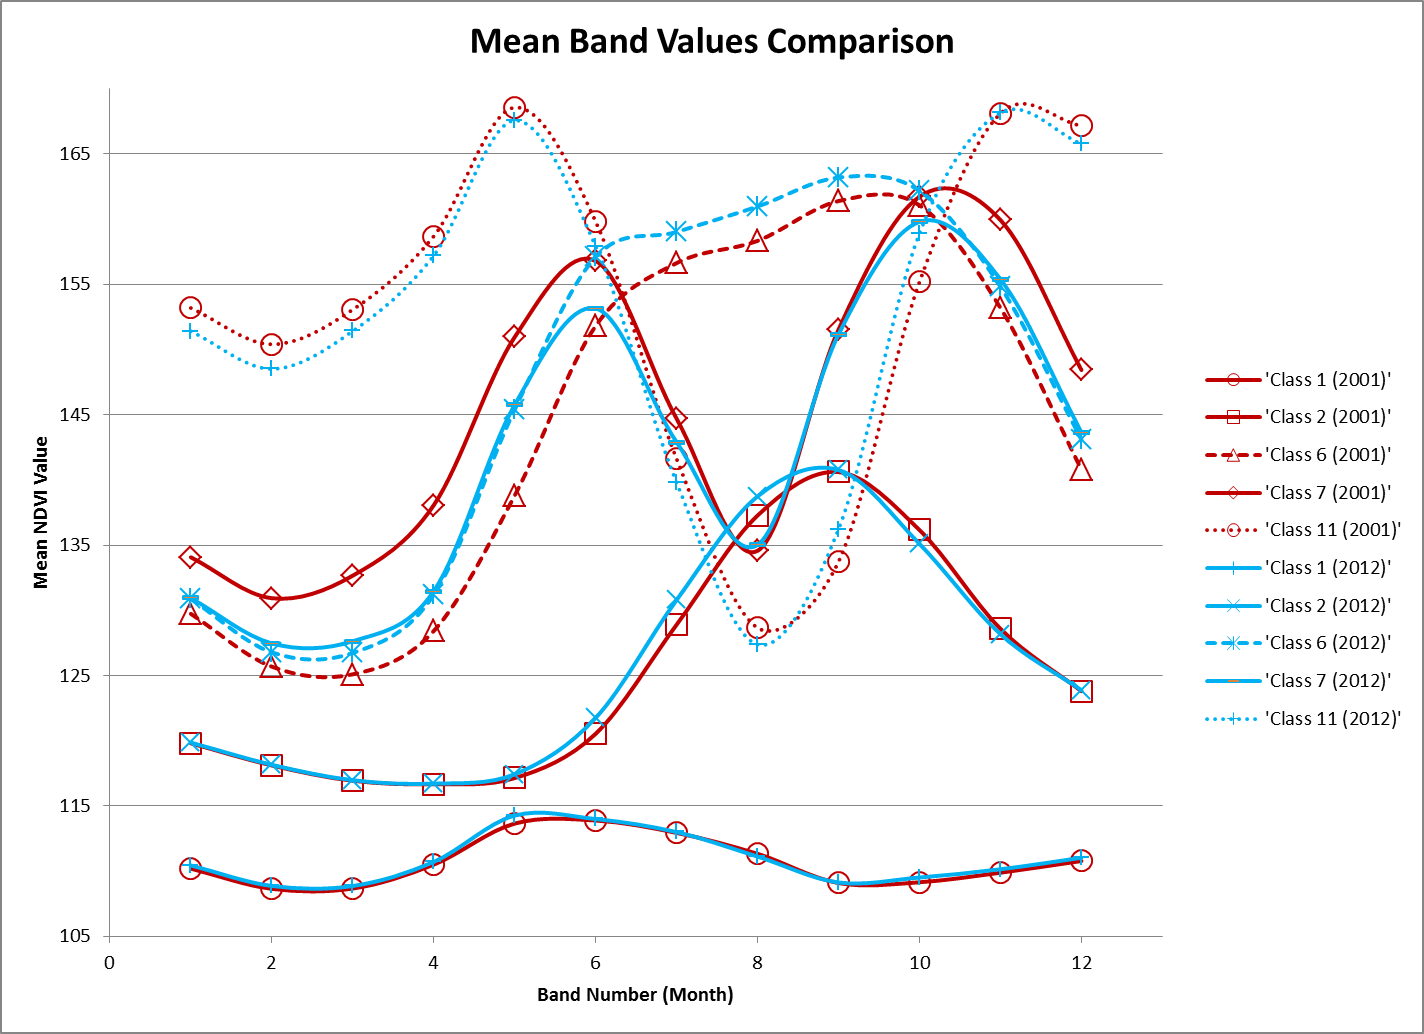 Mean Band Values Comparison
165
155
145
135
125
115
105
Mean NDVI Value
0 2 4 6 8 10 12
Band Number (Month)
'Class 1 (2001)'
'Class 2 (2001)'
'Class 6 (2001)'
'Class 7 (2001)'
'Class 11 (2001)'
'Class 1 (2012)'
'Class 2 (2012)'
'Class 6 (2012)'
'Class 7 (2012)'
'Class 11 (2012)'